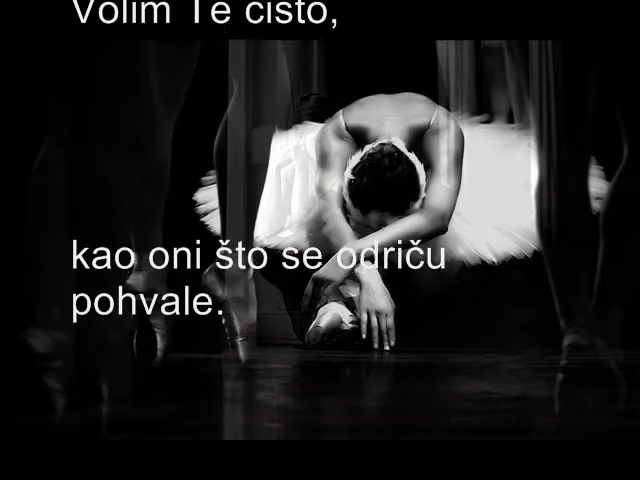 Volim Te čisto,
kao oni što se odriču
pohvale.